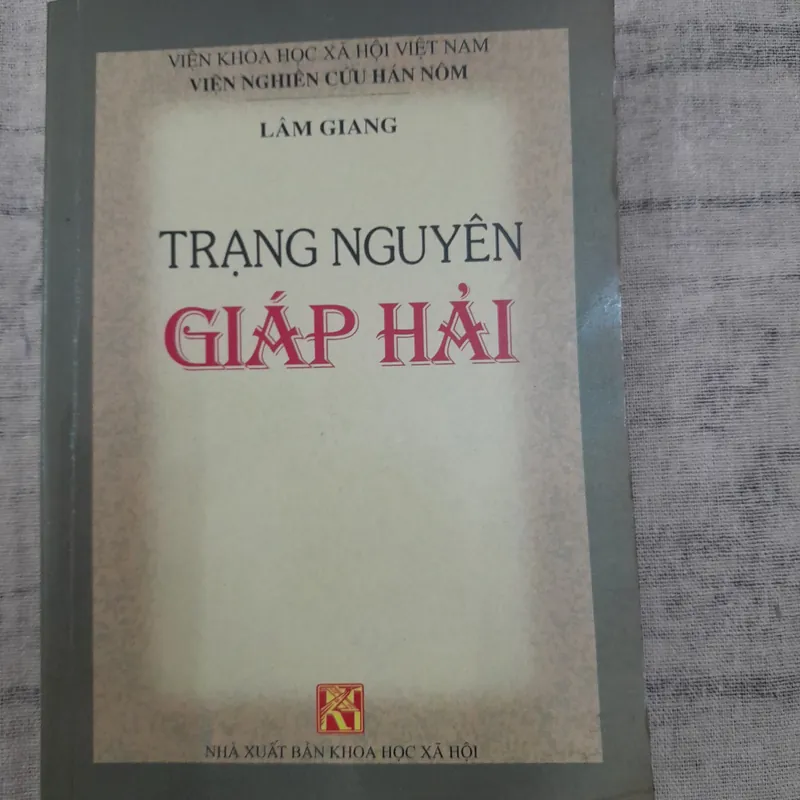 VIỆN KHOA HỌC XÃ HỘI VIỆT NAM
VIỆN NGHIÊN CỨU HÁN NÔM
LÂM GIANG
TRẠNG NGUYÊN
GIÁP HẢI
NHÀ XUẤT BẢN KHOA HỌC XÃ HỘI